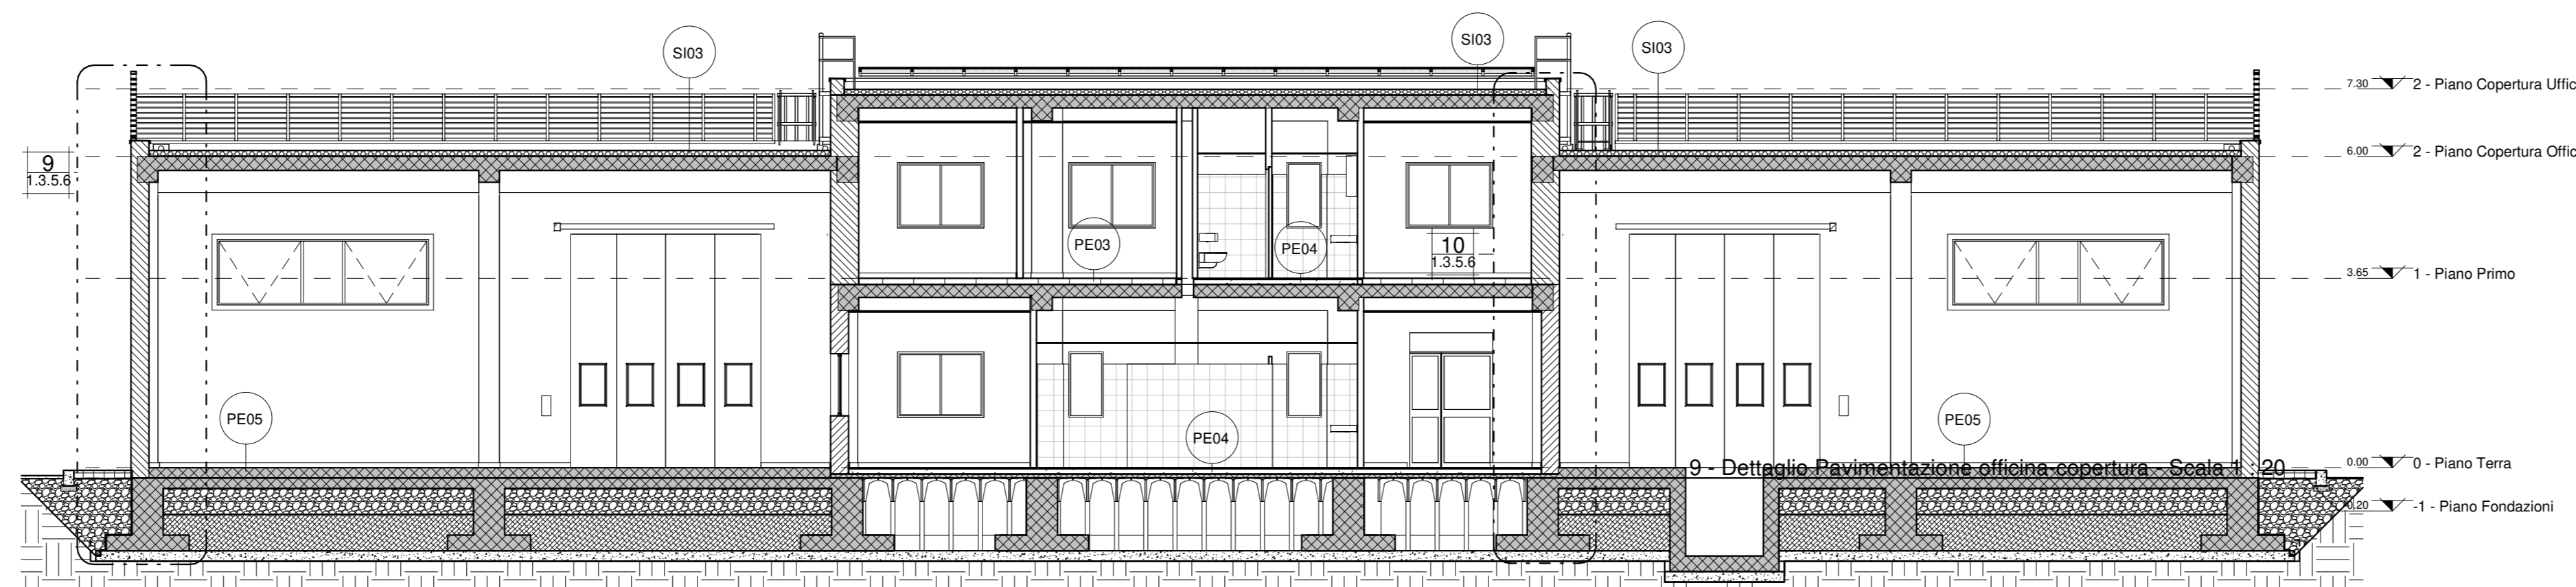 SI03
SI03
SI03
7.30 2 - Piano Copertura Uffic
9
1.3.5.6
6.00 2 - Piano Copertura Offic
PE03
PE04
10
1.3.5.6
3.65 1 - Piano Primo
PE05
PE04
PE05
9 - Dettaglio Pavimentazione officina-copertura - Scala 1 : 20
0.00 0 - Piano Terra
-1 - Piano Fondazioni